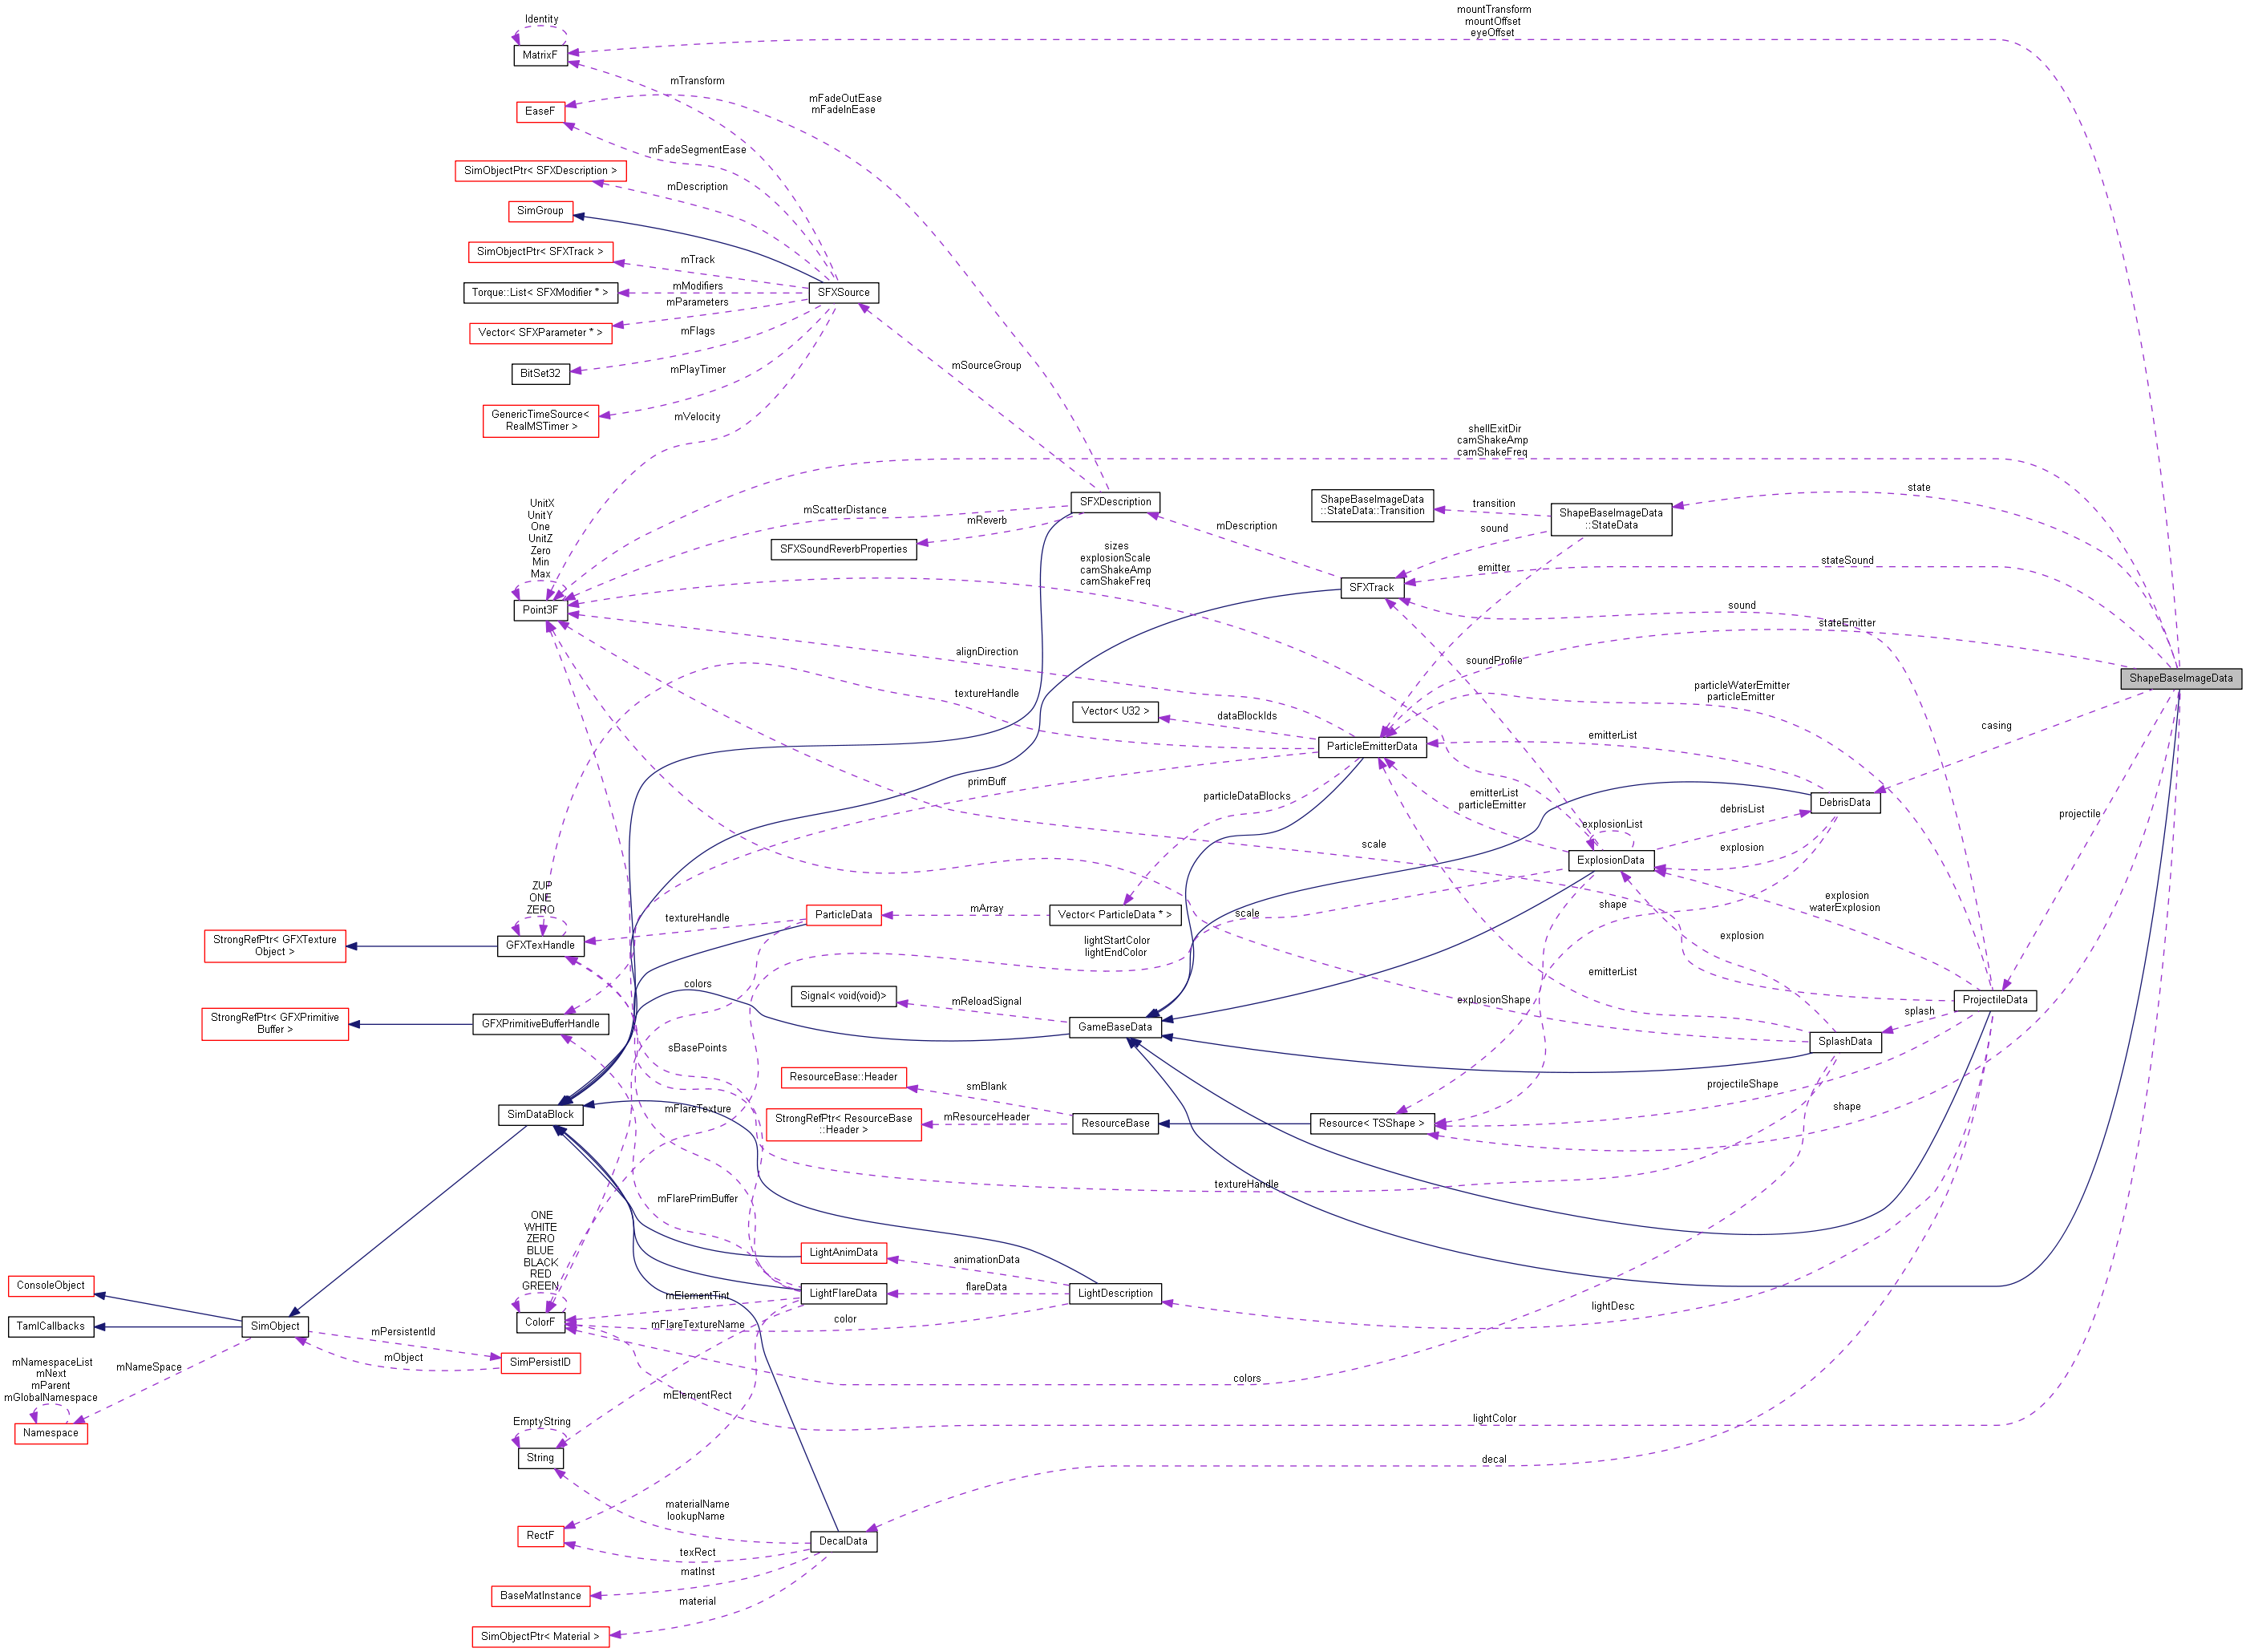 Identity
MatrixF
mountTransform
mountOffset
eyeOffset
mTransform
EaseF
mFadeOutEase
mFadeInEase
mFadeSegmentEase
SimObjectPtr< SFXDescription >
mDescription
SimGroup
SimObjectPtr< SFXTrack >
mTrack
Torque::List< SFXModifier * >
mModifiers
SFXSource
mParameters
Vector< SFXParameter * >
mFlags
BitSet32
mPlayTimer
mSourceGroup
GenericTimeSource<
RealMSTimer >
mVelocity
shellExitDir
camShakeAmp
camShakeFreq
UnitX
UnitY
One
UnitZ
Zero
Min
Max
Point3F
mScatterDistance
SFXDescription
mReverb
SFXSoundReverbProperties
mDescription
ShapeBaseImageData
::StateData::Transition
transition
ShapeBaseImageData
::StateData
state
sound
sizes
explosionScale
camShakeAmp
camShakeFreq
emitter
stateSound
SFXTrack
sound
stateEmitter
alignDirection
soundProfile
ShapeBaseImageData
textureHandle
particleWaterEmitter
particleEmitter
Vector< U32 >
dataBlockIds
casing
ParticleEmitterData
emitterList
primBuff
particleDataBlocks
emitterList
particleEmitter
debrisList
DebrisData
projectile
explosionList
scale
explosion
ExplosionData
ZUP
ONE
ZERO
textureHandle
ParticleData
mArray
Vector< ParticleData * >
scale
shape
explosion
waterExplosion
StrongRefPtr< GFXTexture
Object >
GFXTexHandle
lightStartColor
lightEndColor
explosion
colors
emitterList
Signal< void(void)>
mReloadSignal
explosionShape
ProjectileData
splash
StrongRefPtr< GFXPrimitive
Buffer >
GFXPrimitiveBufferHandle
GameBaseData
sBasePoints
SplashData
ResourceBase::Header
smBlank
projectileShape
SimDataBlock
mFlareTexture
StrongRefPtr< ResourceBase
::Header >
mResourceHeader
ResourceBase
Resource< TSShape >
shape
textureHandle
mFlarePrimBuffer
ONE
WHITE
ZERO
BLUE
BLACK
RED
GREEN
LightAnimData
animationData
ConsoleObject
LightFlareData
flareData
LightDescription
mElementTint
lightDesc
TamlCallbacks
SimObject
ColorF
mFlareTextureName
color
mPersistentId
mObject
SimPersistID
mNameSpace
mNamespaceList
mNext
mParent
mGlobalNamespace
colors
mElementRect
Namespace
EmptyString
lightColor
String
decal
materialName
lookupName
RectF
DecalData
texRect
matInst
BaseMatInstance
material
SimObjectPtr< Material >